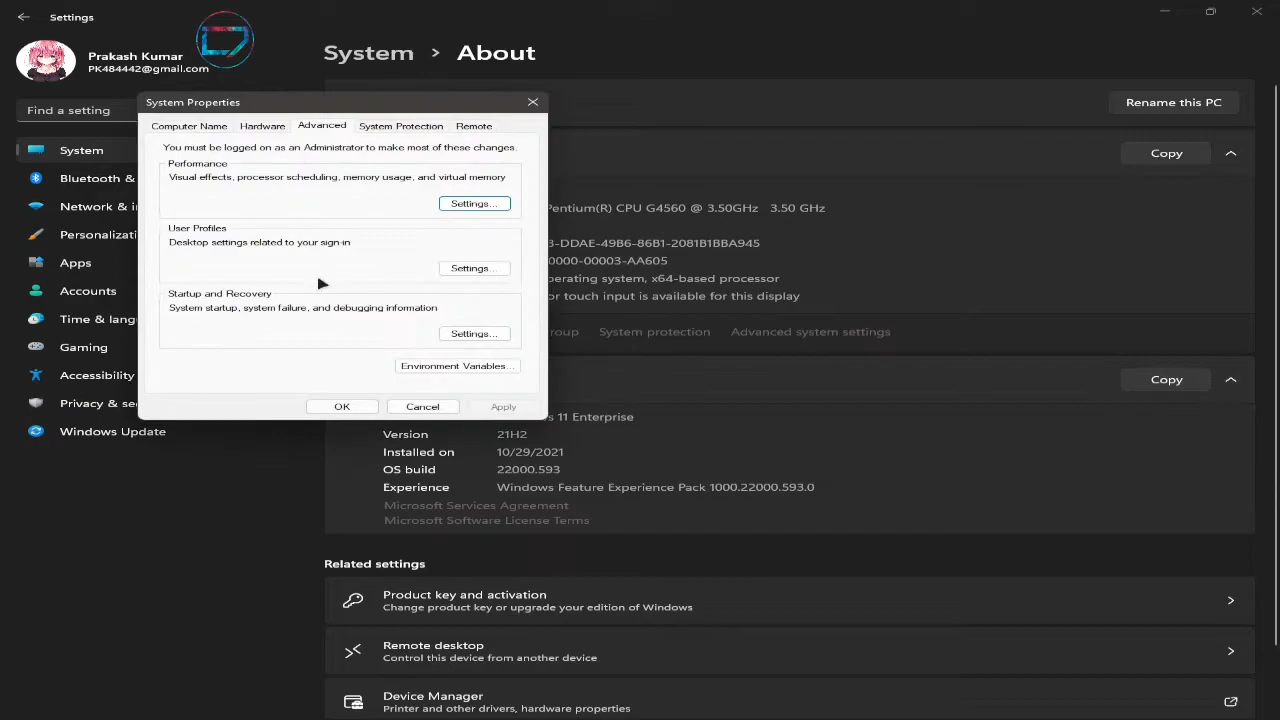 Settings
Prakash Kumar
PK484442@gmail.com
System > About
Find a setting
Rename this PC
System
Bluetooth &
Network &
Personalizati
Apps
Accounts
Time & lang
Gaming
Accessibility
Privacy & se
Windows Update
System Properties
Computer Name Hardware Advanced System Protection Remote
You must be logged on as an Administrator to make most of these changes.
Performance
Visual effects, processor scheduling, memory usage, and virtual memory
Settings...
User Profiles
Desktop settings related to your sign-in
Settings...
Startup and Recovery
System startup, system failure, and debugging information
Settings...
Environment Variables...
OK Cancel Apply
Copy
Pentium(R) CPU G4560 @ 3.50GHz 3.50 GHz
3-DDAE-49B6-86B1-2081B1BBA945
0000-00003-AA605
perating system, x64-based processor
or touch input is available for this display
group System protection Advanced system settings
Copy
s 11 Enterprise
Version 21H2
Installed on 10/29/2021
OS build 22000.593
Experience Windows Feature Experience Pack 1000.22000.593.0
Microsoft Services Agreement
Microsoft Software License Terms
Related settings
Product key and activation
Change product key or upgrade your edition of Windows
Remote desktop
Control this device from another device
Device Manager
Printer and other drivers, hardware properties